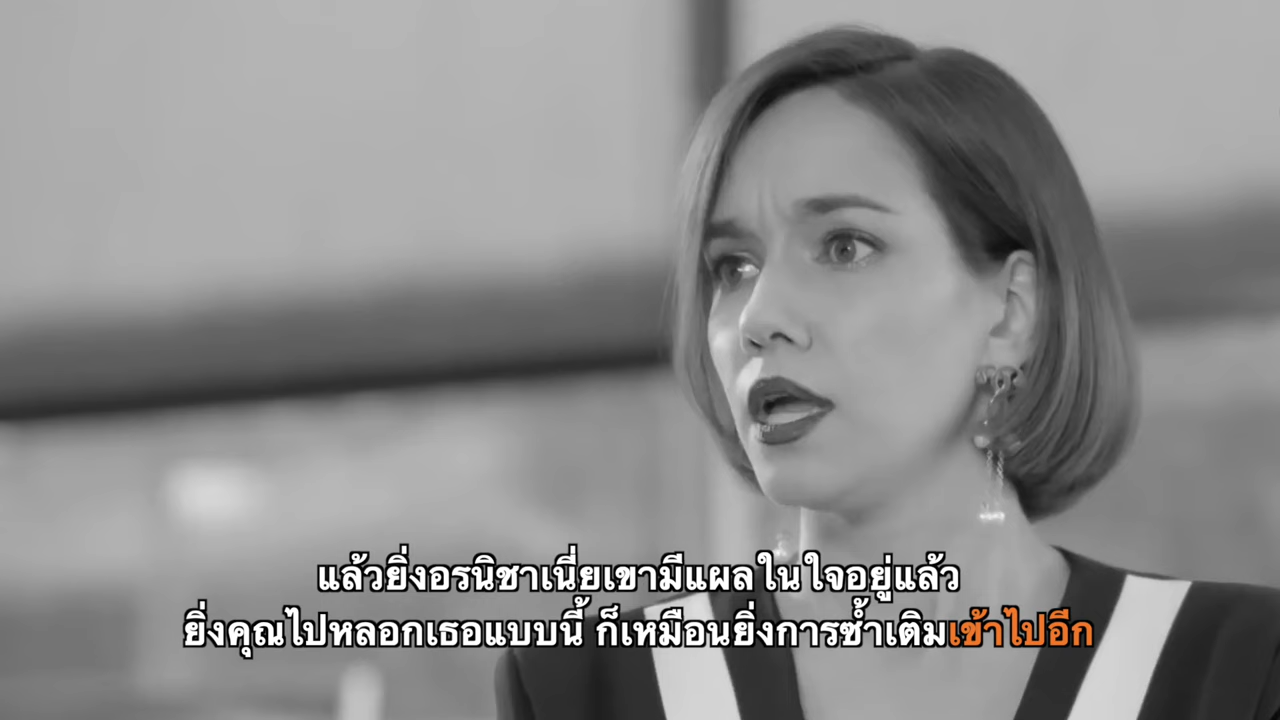 แล้วยิ่งอรนิชาเนี่ยเขามีแผลในใจอยู่แล้ว
ยิ่งคุณไปหลอกเธอแบบนี้ ก็เหมือนยิ่งการซ้ำเติมเข้าไปอีก